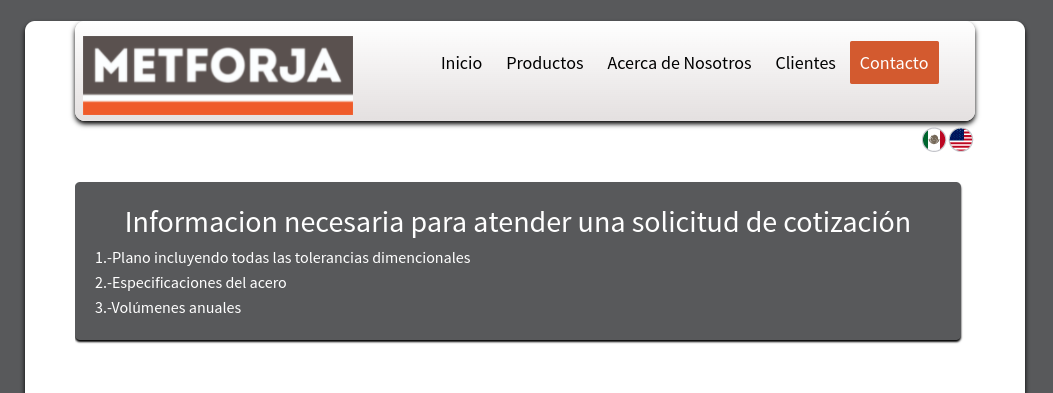 METFORJA
Inicio Productos Acerca de Nosotros Clientes Contacto
Informacion necesaria para atender una solicitud de cotización
1.-Plano incluyendo todas las tolerancias dimencionales
2.-Especificaciones del acero
3.-Volúmenes anuales